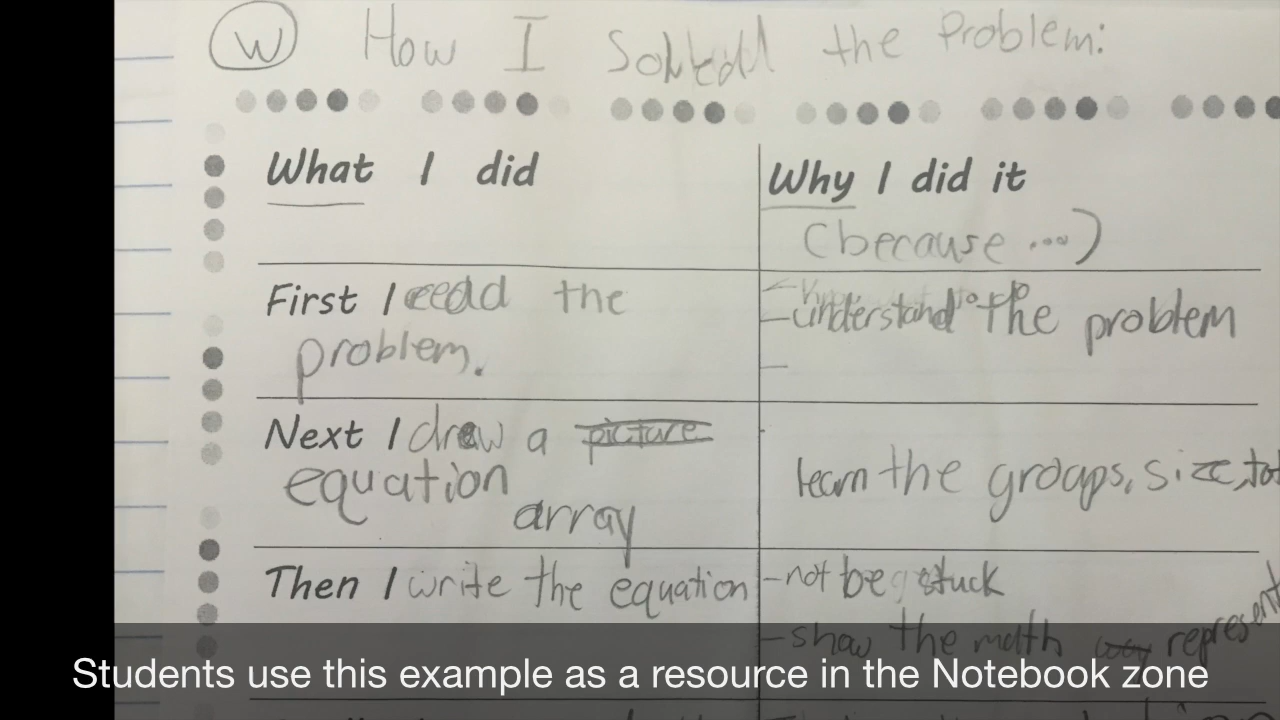 W How I Solved the Problem:
What I did
Why I did it
(because ...)
First I read the
problem.
-understand the problem
Next I draw a picture
equation
array
learn the groups, size, tot
Then I write the equation
-not be stuck
-show the math represent
Students use this example as a resource in the Notebook zone